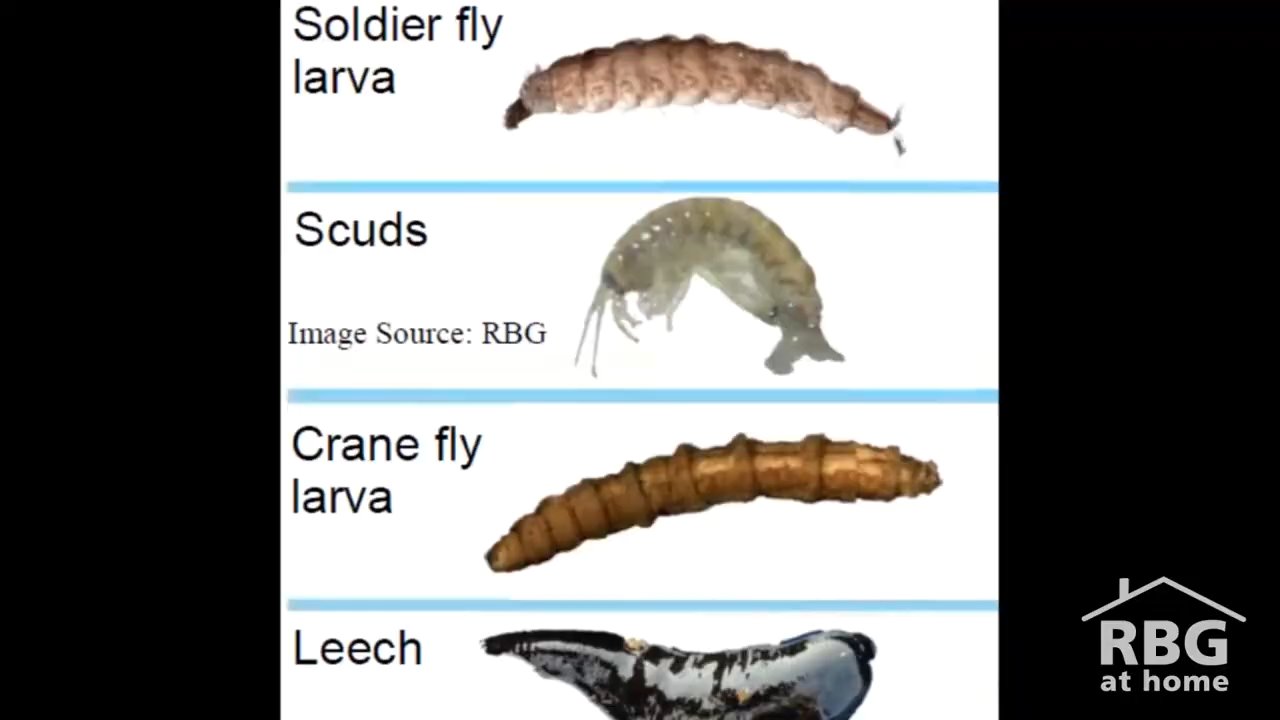 Soldier fly
larva
Scuds
Image Source: RBG
Crane fly
larva
Leech
RBG
at home